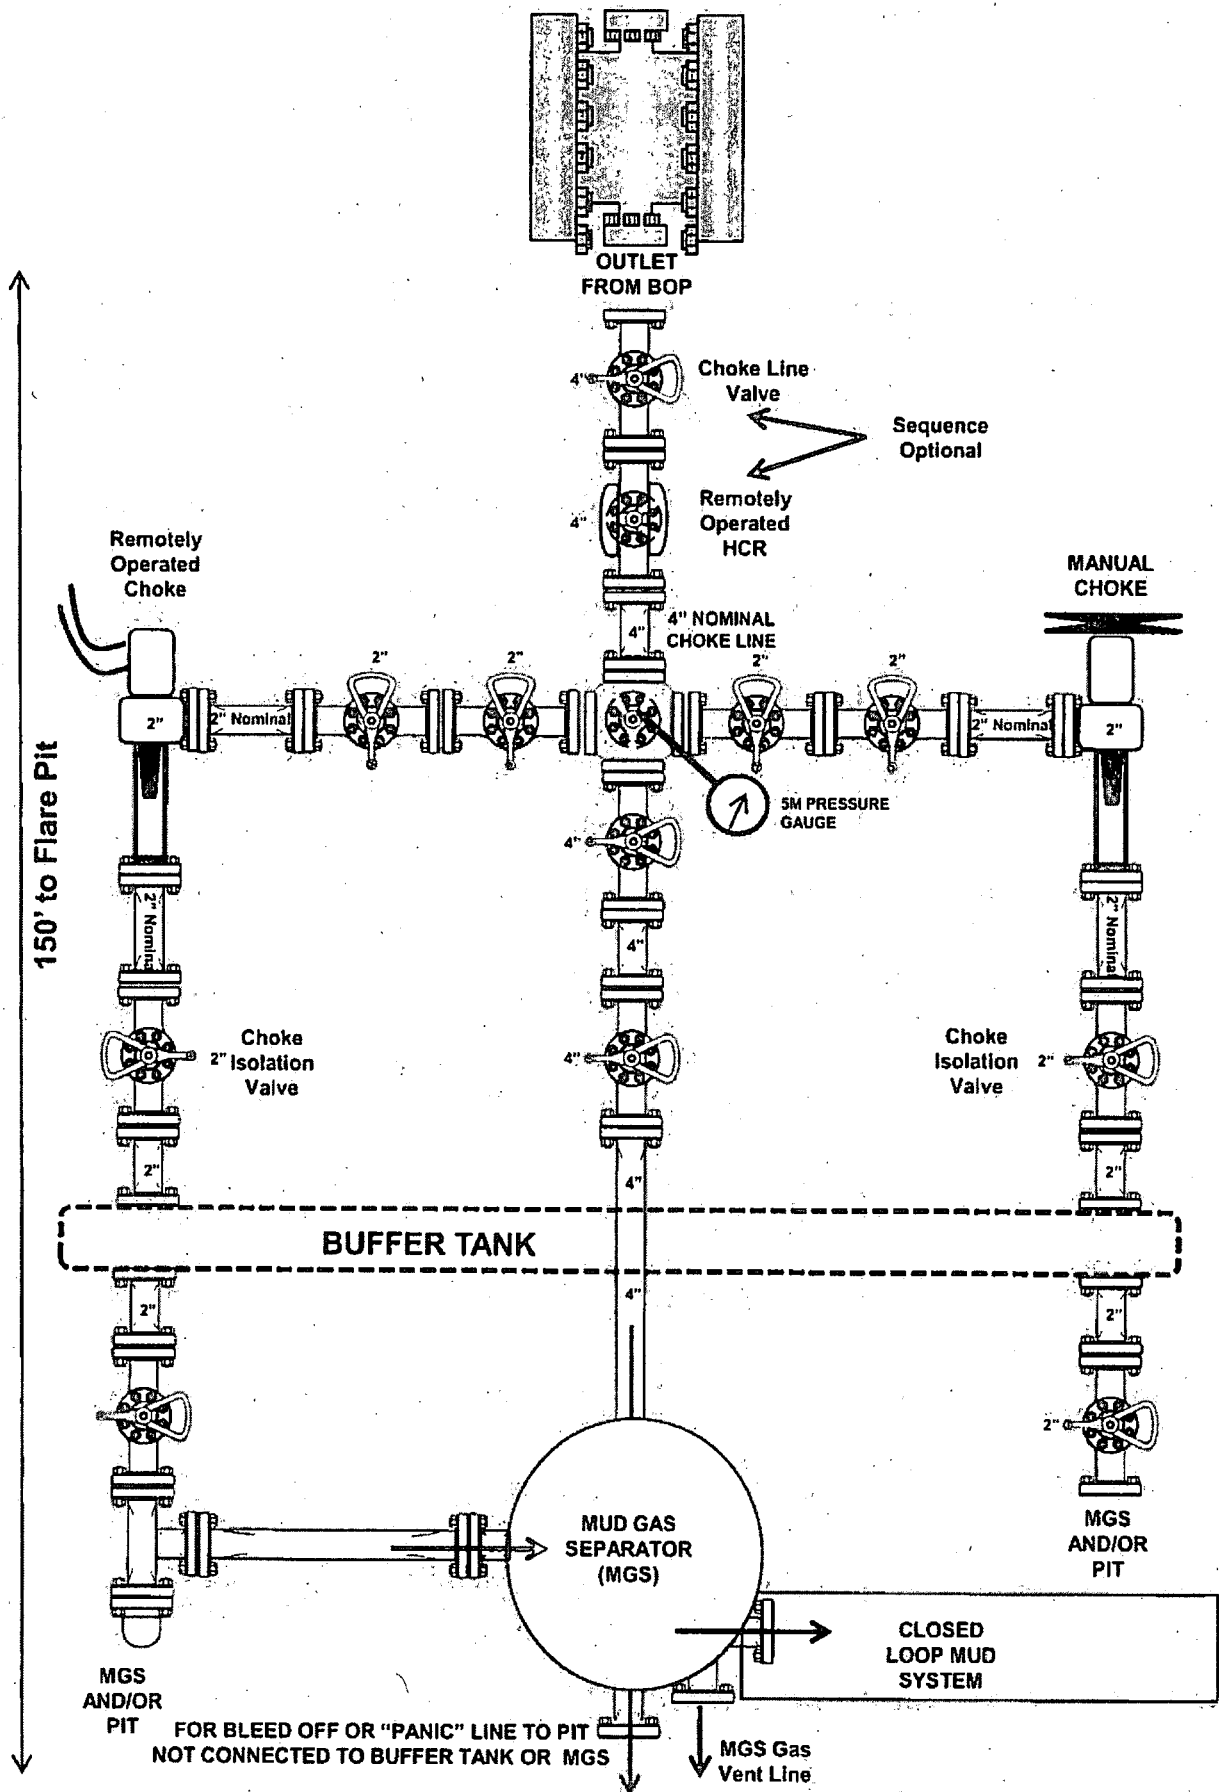 OUTLET
FROM BOP
4"
Choke Line
Valve
Sequence
Optional
4"
Remotely
Operated
HCR
Remotely
Operated
Choke
MANUAL
CHOKE
4"
4" NOMINAL
CHOKE LINE
2"
2"
2"
2"
2"
2" Nominal
2" Nominal
2"
5M PRESSURE
GAUGE
4"
150' to Flare Pit
2" Nominal
4"
2" Nominal
Choke
2" Isolation
Valve
4"
Choke
Isolation
Valve
2"
2"
4"
2"
BUFFER TANK
2"
4"
2"
2"
MUD GAS
SEPARATOR
(MGS)
MGS
AND/OR
PIT
CLOSED
LOOP MUD
SYSTEM
MGS
AND/OR
PIT
FOR BLEED OFF OR "PANIC" LINE TO PIT
NOT CONNECTED TO BUFFER TANK OR MGS
MGS Gas
Vent Line